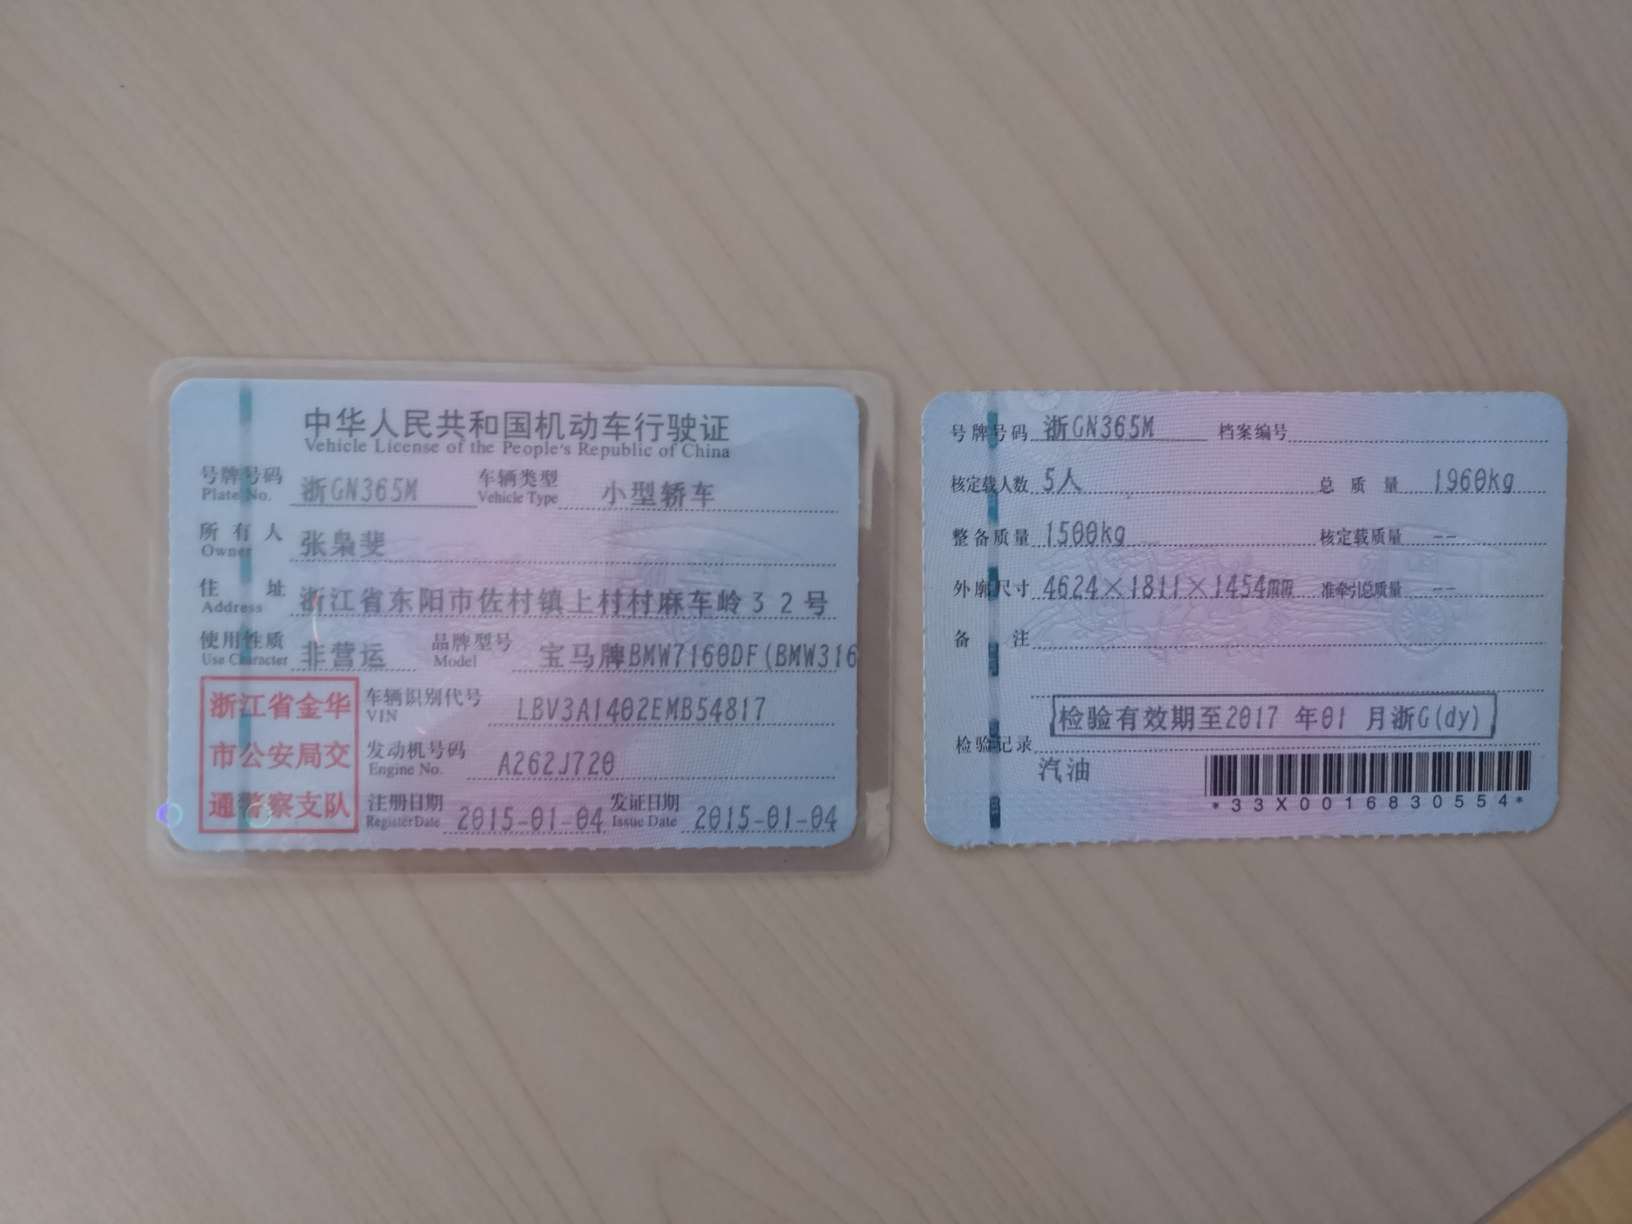 中华人民共和国机动车行驶证
Vehicle License of the People's Republic of China
号牌号码 浙GN365M 车辆类型 小型轿车
Plate No. Vehicle Type
所有人 张枭斐
Owner
住址 浙江省东阳市佐村镇上村村麻车岭32号
Address
使用性质 非营运 品牌型号 宝马牌BMW7160DF(BMW316
Use Character Model
浙江省金华
市公安局交
通警察支队
车辆识别代号 LBV3A1402EMB54817
VIN
发动机号码 A262J720
Engine No.
注册日期 2015-01-04 发证日期 2015-01-04
Register Date Issue Date
号牌号码 浙GN365M 档案编号
核定载人数 5人 总质量 1960kg
整备质量 1500kg 核定载质量 --
外廓尺寸 4624×1811×1454mm 准牵引总质量 --
备注
检验有效期至2017 年01 月浙G(dy)
检验记录
汽油
*33X0016830554*